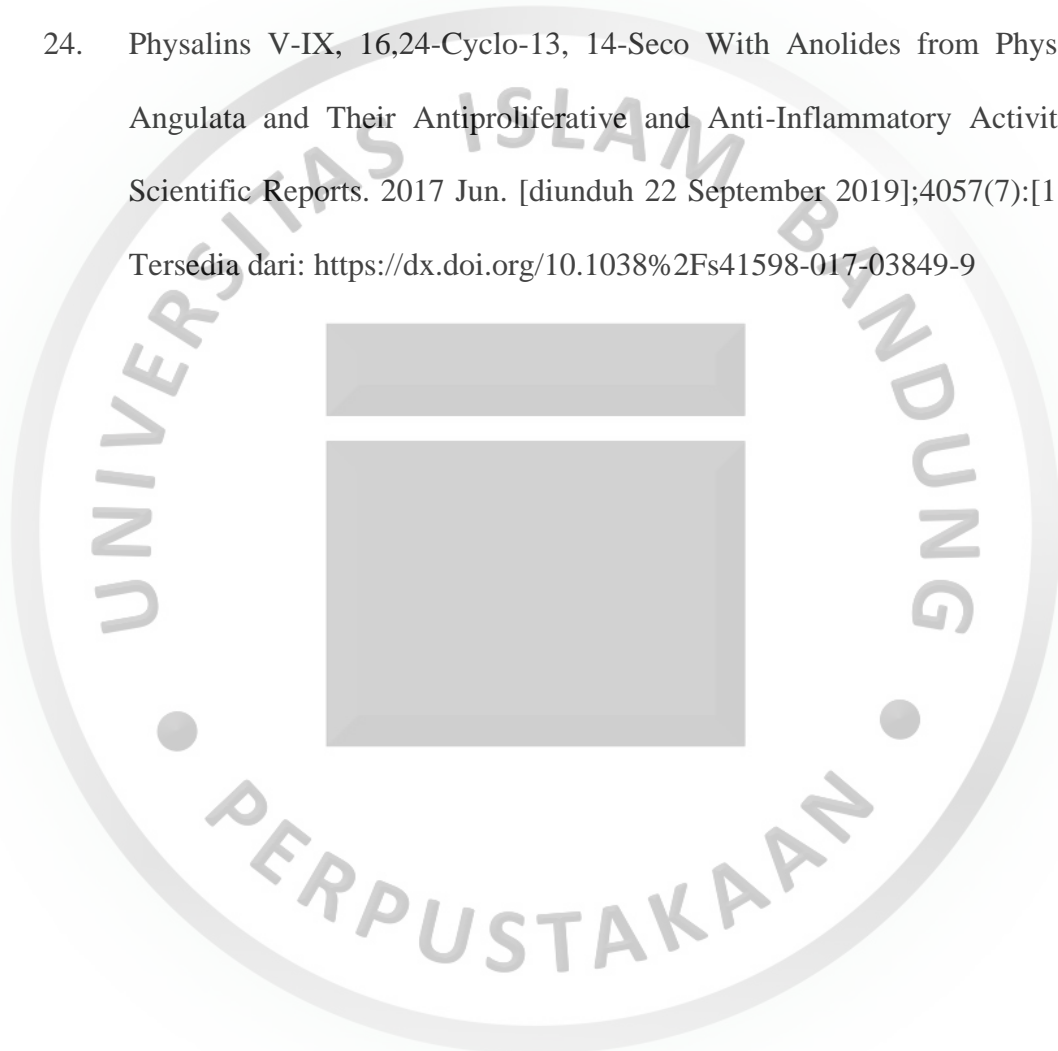 24. Physalins V-IX, 16,24-Cyclo-13, 14-Seco With Anolides from Phys
Angulata and Their Antiproliferative and Anti-Inflammatory Activit
Scientific Reports. 2017 Jun. [diunduh 22 September 2019];4057(7):[1
Tersedia dari: https://dx.doi.org/10.1038%2Fs41598-017-03849-9
UNIVERSITAS ISLAM BANDUNG
• PERPUSTAKAAN •